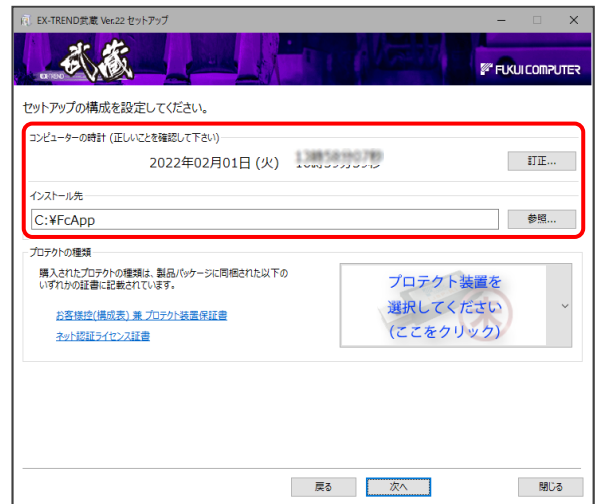 EX-TREND武蔵 Ver.22 セットアップ
EX-TREND 武蔵
FUKUI COMPUTER
セットアップの構成を設定してください。
コンピューターの時計 (正しいことを確認して下さい)
2022年02月01日 (火)
訂正...
インストール先
C:¥FcApp
参照...
プロテクトの種類
購入されたプロテクトの種類は、製品パッケージに同梱された以下の
いずれかの証書に記載されています。
お客様控(構成表) 兼 プロテクト装置保証書
ネット認証ライセンス証書
プロテクト装置を
選択してください
(ここをクリック)
戻る
次へ
閉じる